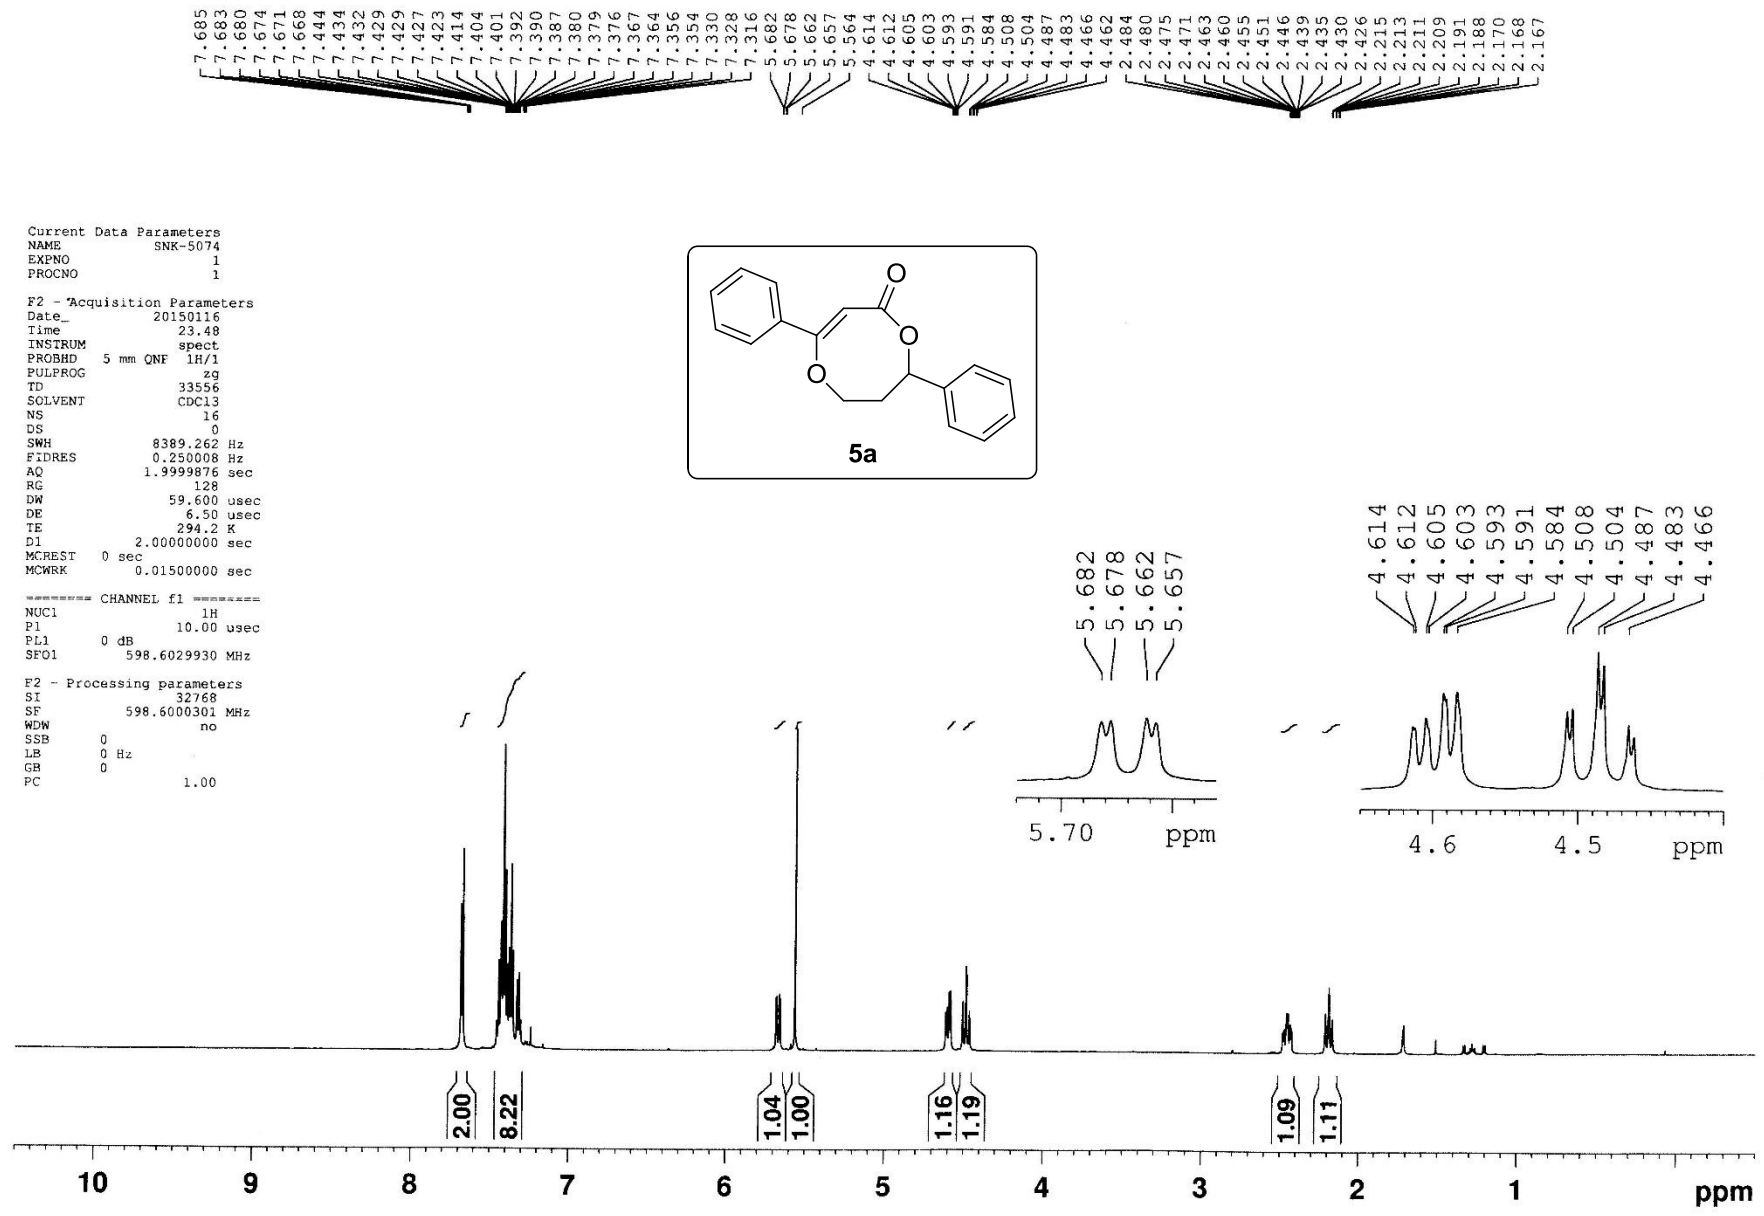 7.685 7.683 7.680 7.674 7.671 7.668 7.444 7.434 7.432 7.429 7.429 7.427 7.423 7.414 7.404 7.401 7.392 7.390 7.387 7.380 7.379 7.376 7.367 7.364 7.356 7.354 7.330 7.328 7.316 5.682 5.678 5.662 5.657 5.564 4.614 4.612 4.605 4.603 4.593 4.591 4.584 4.508 4.504 4.487 4.483 4.466 4.462 2.484 2.480 2.475 2.471 2.463 2.460 2.455 2.451 2.446 2.439 2.435 2.430 2.426 2.215 2.213 2.211 2.209 2.191 2.188 2.170 2.168 2.167
Current Data Parameters
NAME SNK-5074
EXPNO 1
PROCNO 1
F2 - Acquisition Parameters
Date_ 20150116
Time 23.48
INSTRUM spect
PROBHD 5 mm QNP 1H/1
PULPROG zg
TD 33556
SOLVENT CDCl3
NS 16
DS 0
SWH 8389.262 Hz
FIDRES 0.250008 Hz
AQ 1.9999876 sec
RG 128
DW 59.600 usec
DE 6.50 usec
TE 294.2 K
D1 2.00000000 sec
MCREST 0 sec
MCWRK 0.01500000 sec
======== CHANNEL f1 ========
NUC1 1H
P1 10.00 usec
PL1 0 dB
SFO1 598.6029930 MHz
F2 - Processing parameters
SI 32768
SF 598.6000301 MHz
WDW no
SSB 0
LB 0 Hz
GB 0
PC 1.00
O
O
O
5a
5.682 5.678 5.662 5.657
5.70 ppm
4.614 4.612 4.605 4.603 4.593 4.591 4.584 4.508 4.504 4.487 4.483 4.466
4.6 4.5 ppm
2.00 8.22 1.04 1.00 1.16 1.19 1.09 1.11
10 9 8 7 6 5 4 3 2 1 ppm